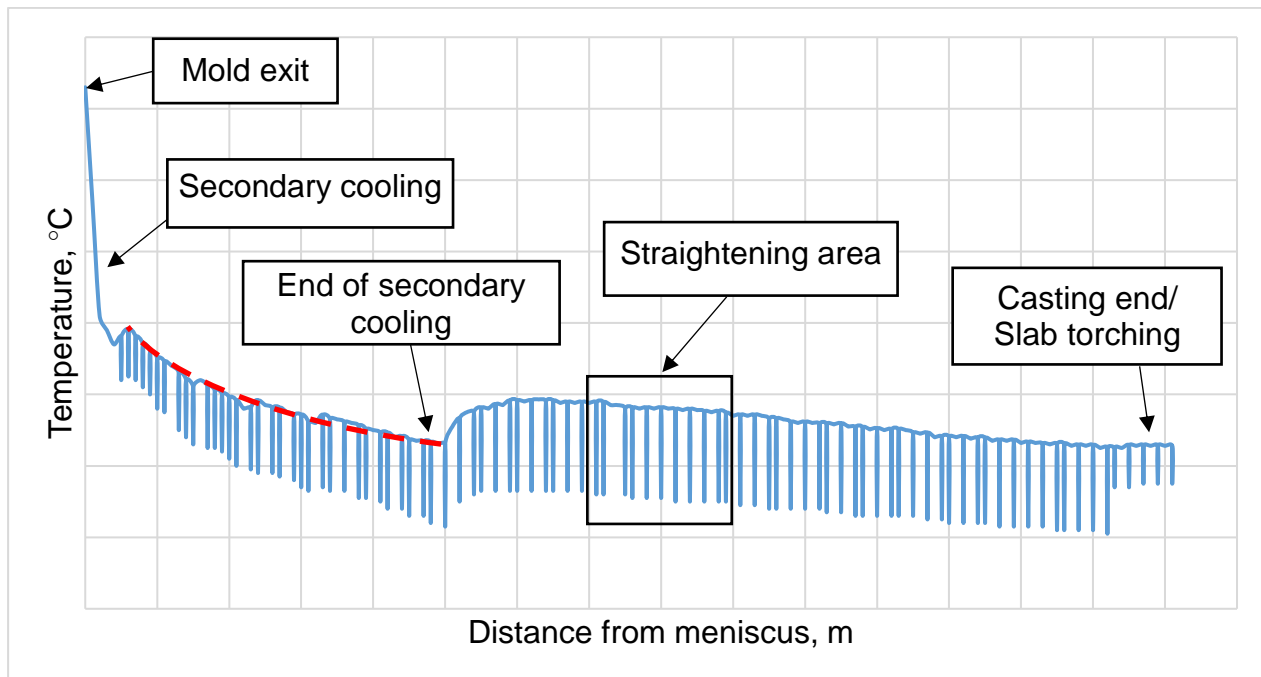 Mold exit
Secondary cooling
Straightening area
End of secondary
cooling
Casting end/
Slab torching
Temperature, °C
Distance from meniscus, m